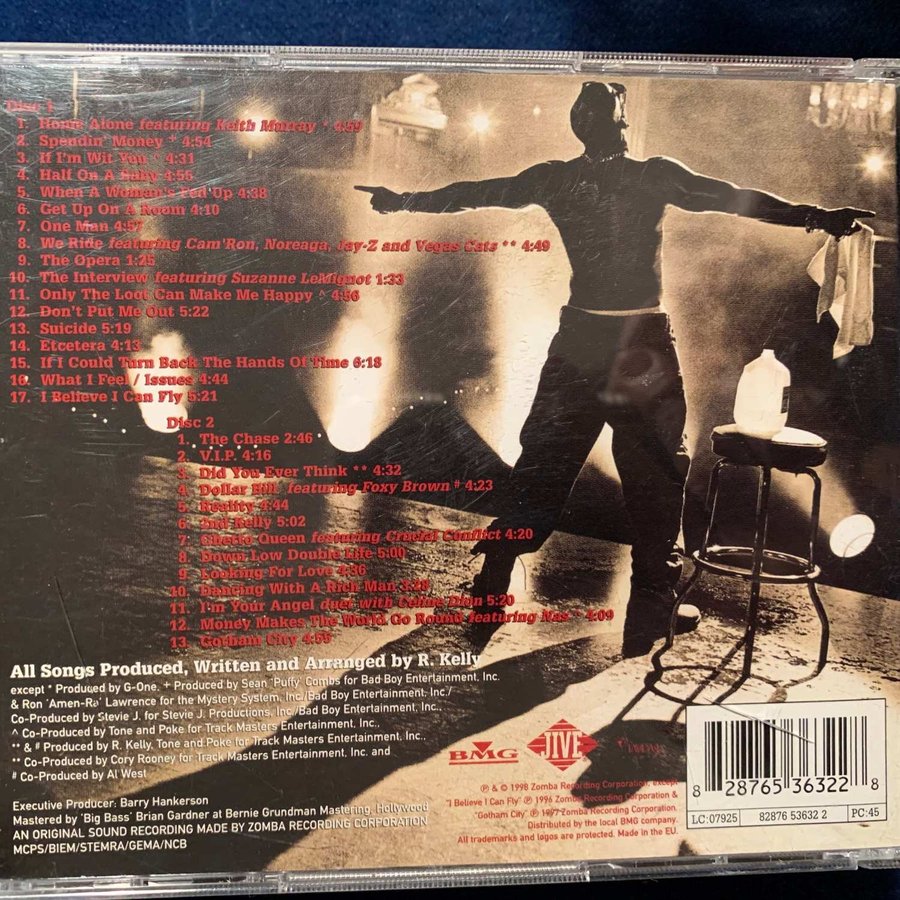 Disc 1
1. Home Alone featuring Keith Murray * 4:59
2. Spendin' Money + 4:54
3. If I'm Wit You ^ 4:31
4. Half On A Baby 4:55
5. When A Woman's Fed Up 4:38
6. Get Up On A Room 4:10
7. One Man 4:57
8. We Ride featuring Cam'Ron, Noreaga, Jay-Z and Vegas Cats ** 4:49
9. The Opera 1:25
10. The Interview featuring Suzanne LeMignot 1:33
11. Only The Loot Can Make Me Happy ^ 4:56
12. Don't Put Me Out 5:22
13. Suicide 5:19
14. Etcetera 4:13
15. If I Could Turn Back The Hands Of Time 6:18
16. What I Feel / Issues 4:44
17. I Believe I Can Fly 5:21
Disc 2
1. The Chase 2:46
2. V.I.P. 4:16
3. Did You Ever Think ** 4:32
4. Dollar Bill featuring Foxy Brown # 4:23
5. Reality 4:44
6. 2nd Kelly 5:02
7. Ghetto Queen featuring Crucial Conflict 4:20
8. Down Low Double Life 5:00
9. Looking For Love 4:36
10. Dancing With A Rich Man
11. I'm Your Angel duet with Celine Dion 5:20
12. Money Makes The World Go Round featuring Nas 4:09
13. Gotham City
All Songs Produced, Written and Arranged by R. Kelly
except * Produced by G-One. + Produced by Sean 'Puffy' Combs for Bad Boy Entertainment, Inc.
& Ron 'Amen-Ra' Lawrence for the Mystery System, Inc./Bad Boy Entertainment, Inc./
Co-Produced by Stevie J. for Stevie J. Productions, Inc./Bad Boy Entertainment, Inc.,
^ Co-Produced by Tone and Poke for Track Masters Entertainment, Inc.,
** & # Produced by R. Kelly, Tone and Poke for Track Masters Entertainment, Inc.,
** Co-Produced by Cory Rooney for Track Masters Entertainment, Inc. and
# Co-Produced by Al West
Executive Producer: Barry Hankerson
Mastered by 'Big Bass' Brian Gardner at Bernie Grundman Mastering, Hollywood
AN ORIGINAL SOUND RECORDING MADE BY ZOMBA RECORDING CORPORATION
MCPS/BIEM/STEMRA/GEMA/NCB
BMG
JIVE
℗ & © 1998 Zomba Recording Corporation, except
"I Believe I Can Fly" ℗ 1996 Zomba Recording Corporation &
"Gotham City" ℗ 1997 Zomba Recording Corporation.
Distributed by the local BMG company.
All trademarks and logos are protected. Made in the EU.
8 28765 36322 8
LC:07925 82876 53632 2 PC:45